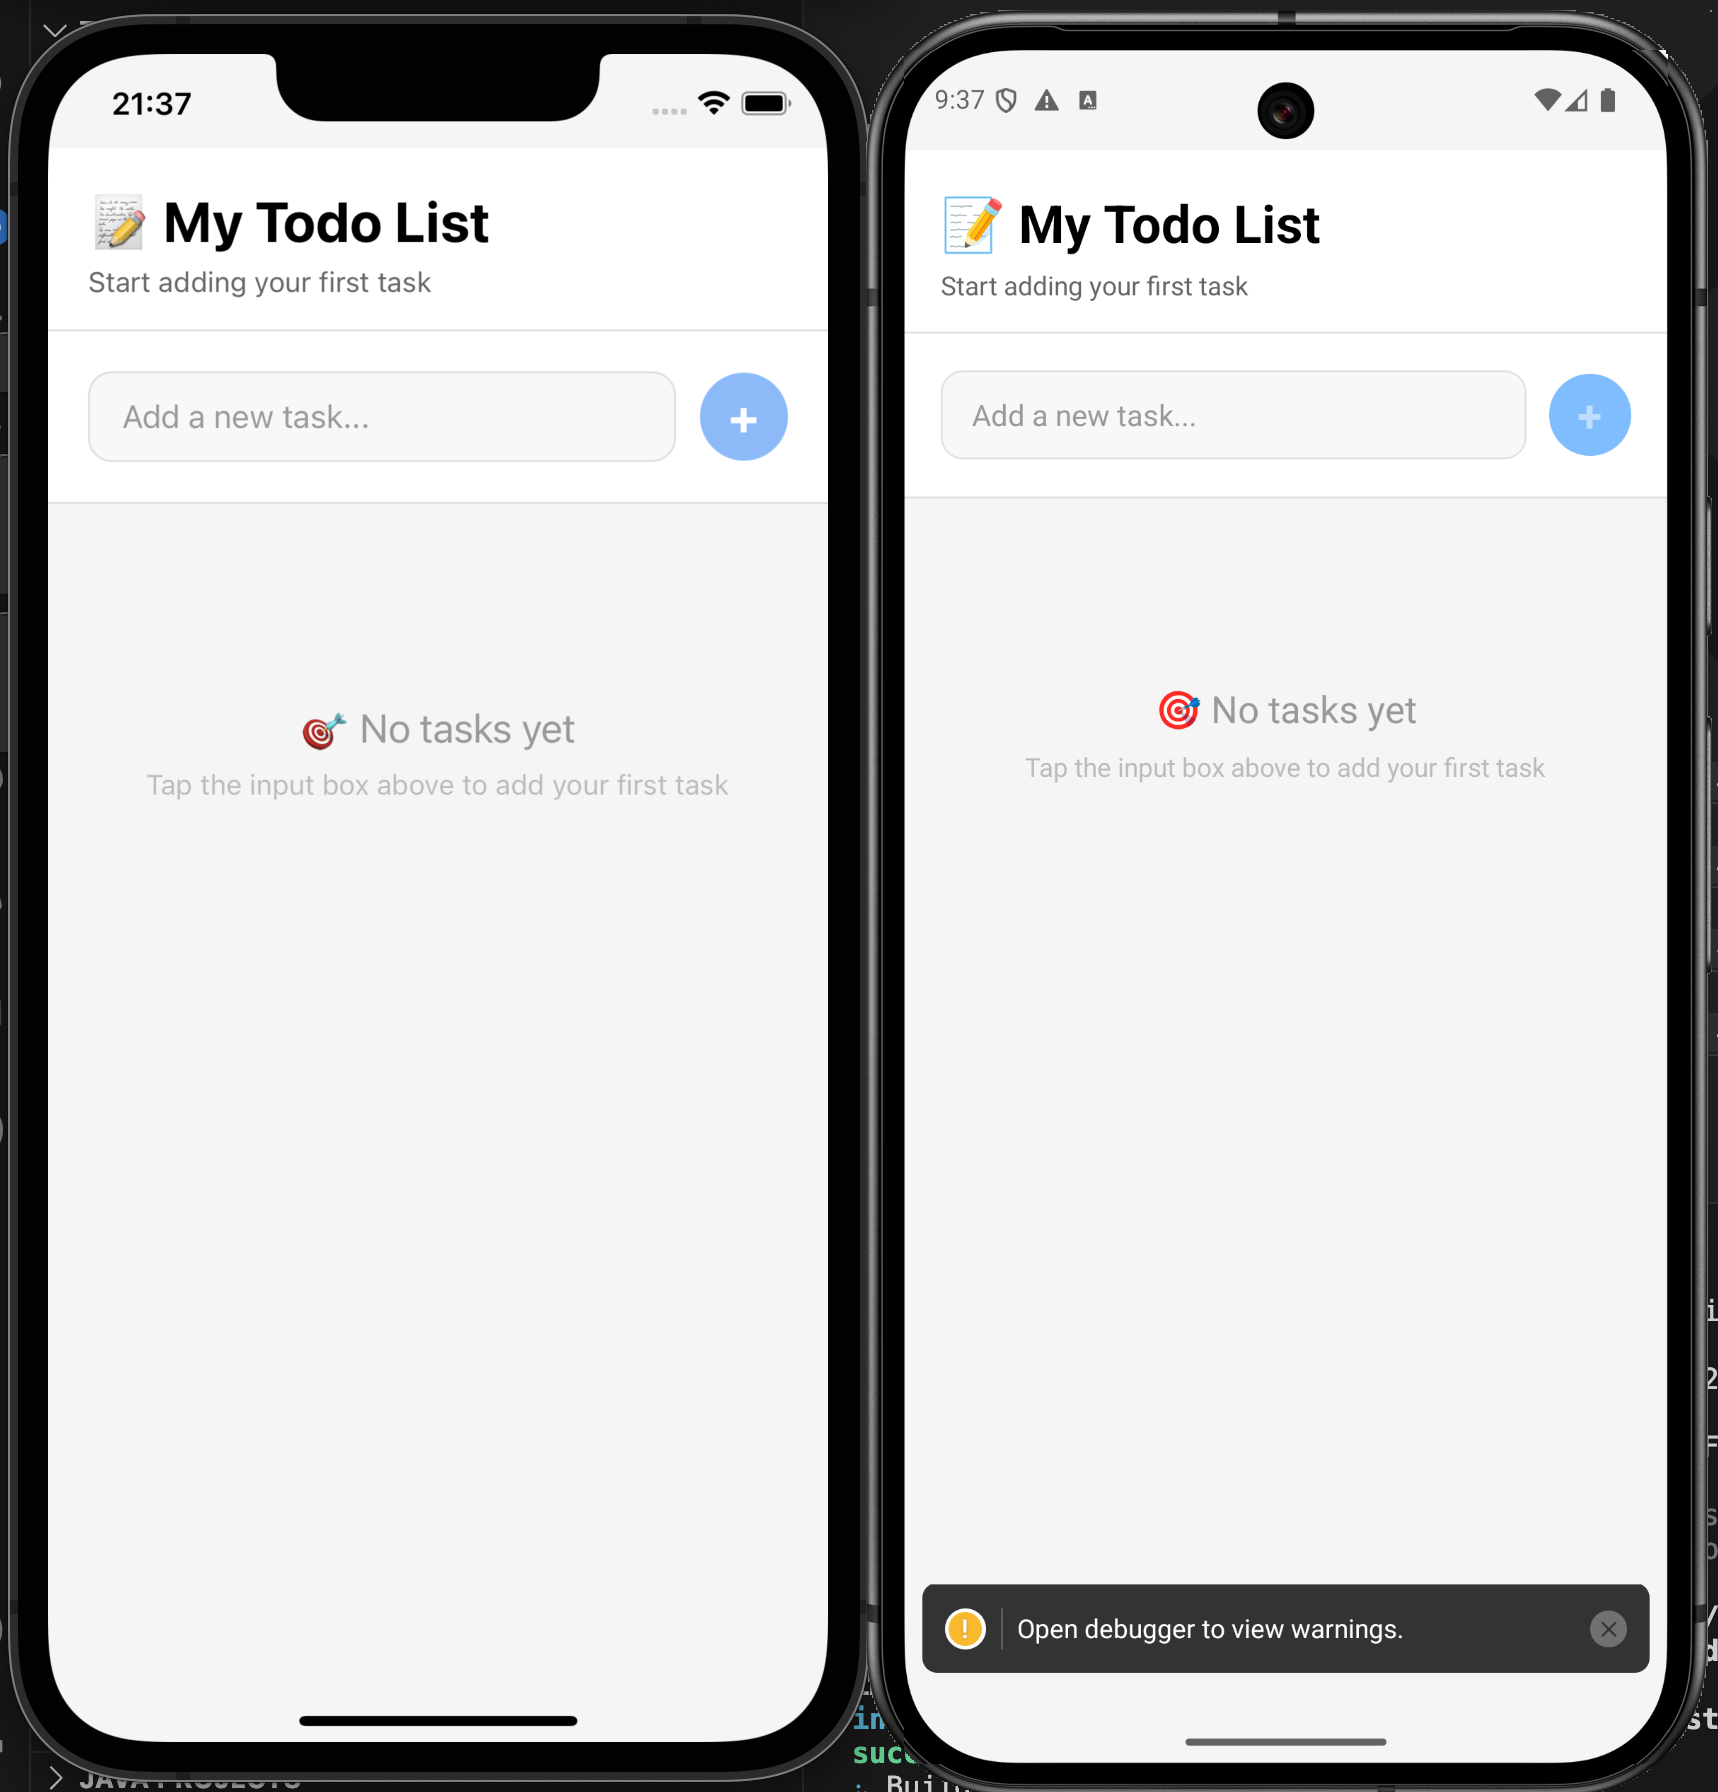 21:37
📝 My Todo List
Start adding your first task
Add a new task...
+
🎯 No tasks yet
Tap the input box above to add your first task
9:37
📝 My Todo List
Start adding your first task
Add a new task...
+
🎯 No tasks yet
Tap the input box above to add your first task
Open debugger to view warnings.
JAVA PROJECTS